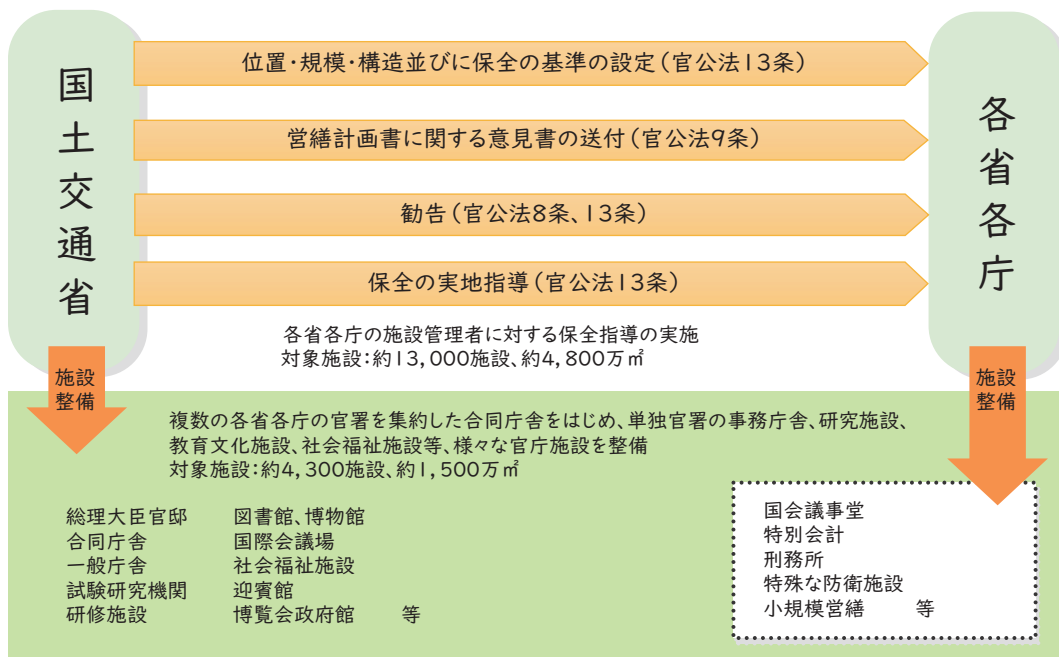 国土交通省
位置・規模・構造並びに保全の基準の設定(官公法13条)
営繕計画書に関する意見書の送付(官公法9条)
勧告(官公法8条、13条)
保全の実地指導(官公法13条)
各省各庁
各省各庁の施設管理者に対する保全指導の実施
対象施設:約13,000施設、約4,800万㎡
施設
整備
施設
整備
複数の各省各庁の官署を集約した合同庁舎をはじめ、単独官署の事務庁舎、研究施設、
教育文化施設、社会福祉施設等、様々な官庁施設を整備
対象施設:約4,300施設、約1,500万㎡
総理大臣官邸 図書館、博物館
合同庁舎 国際会議場
一般庁舎 社会福祉施設
試験研究機関 迎賓館
研修施設 博覧会政府館 等
国会議事堂
特別会計
刑務所
特殊な防衛施設
小規模営繕 等